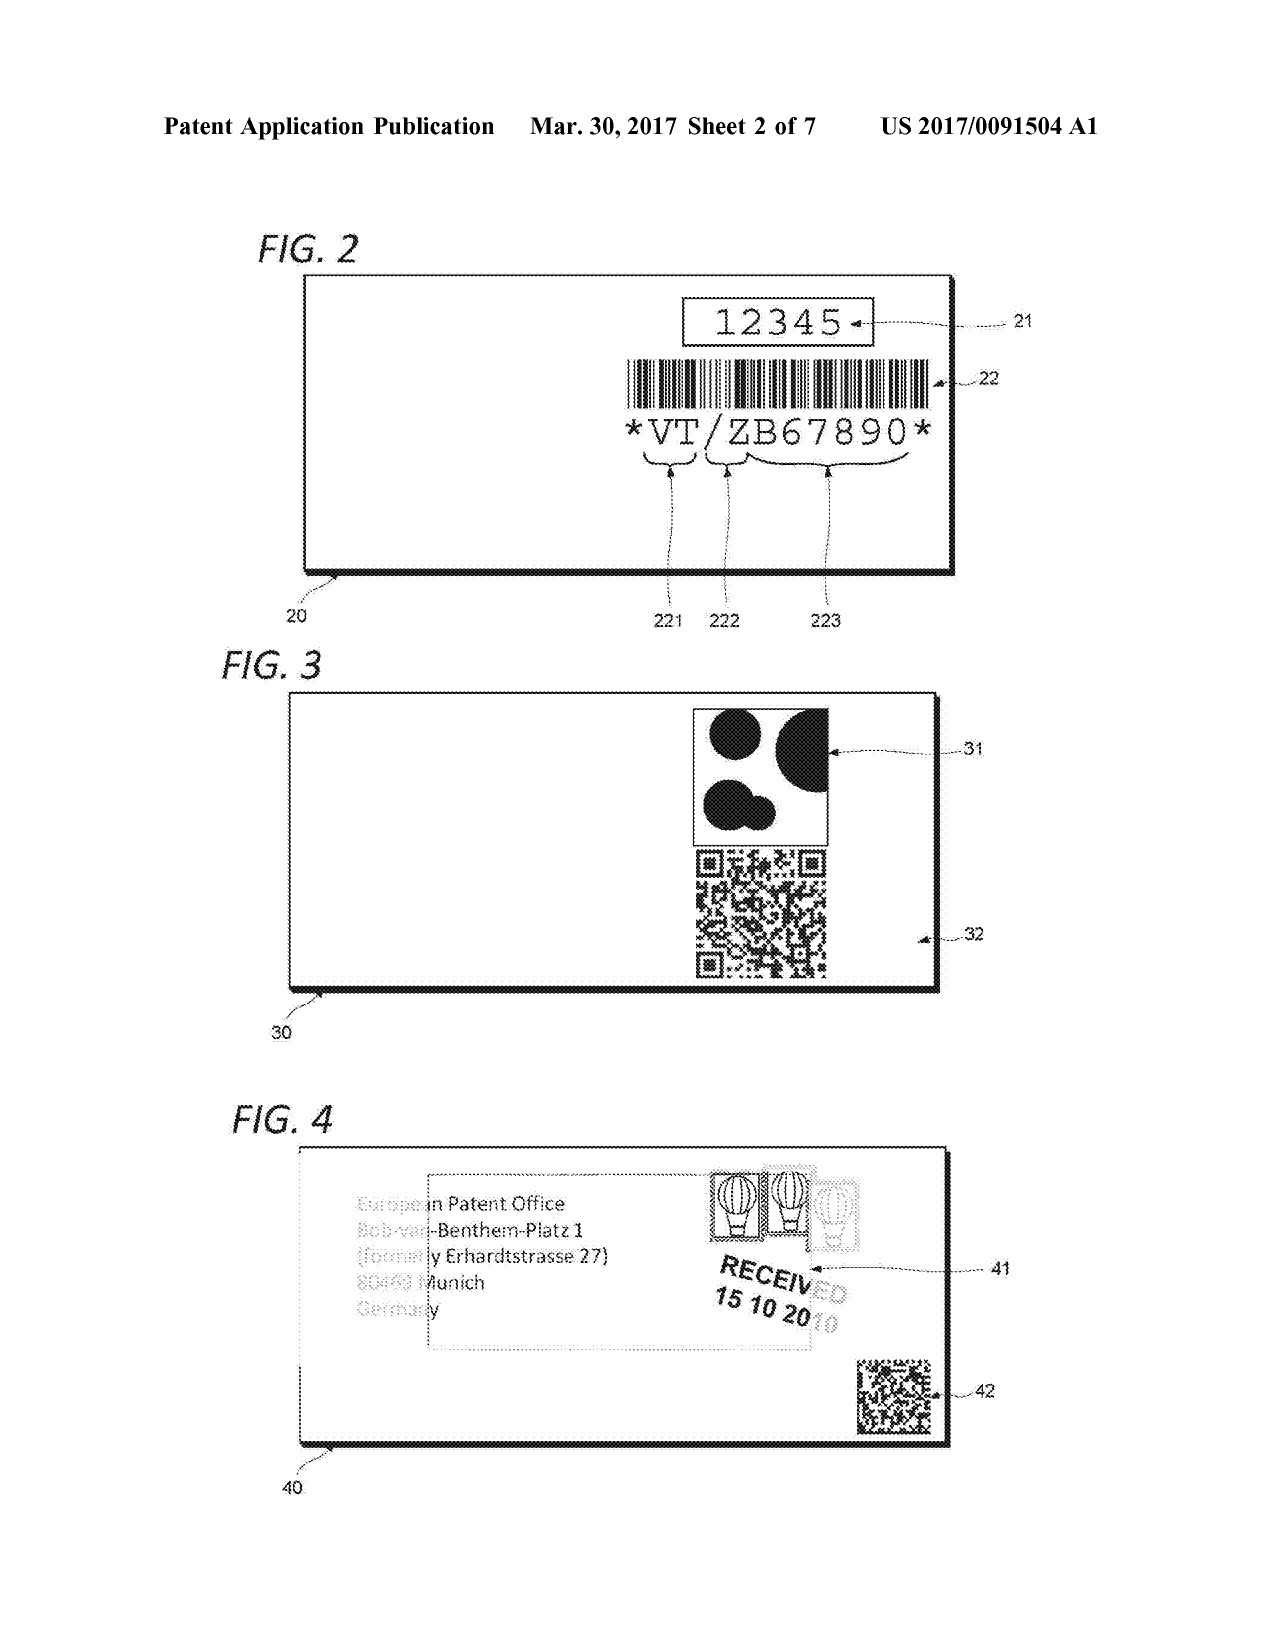 Patent Application Publication Mar. 30, 2017 Sheet 2 of 7 US 2017/0091504 A1
FIG. 2
12345
21
22
*VT/ZB67890*
20
221 222 223
FIG. 3
31
32
30
FIG. 4
European Patent Office
Bob-van-Benthem-Platz 1
(formerly Erhardtstrasse 27)
80469 Munich
Germany
RECEIVED
15 10 2010
41
42
40